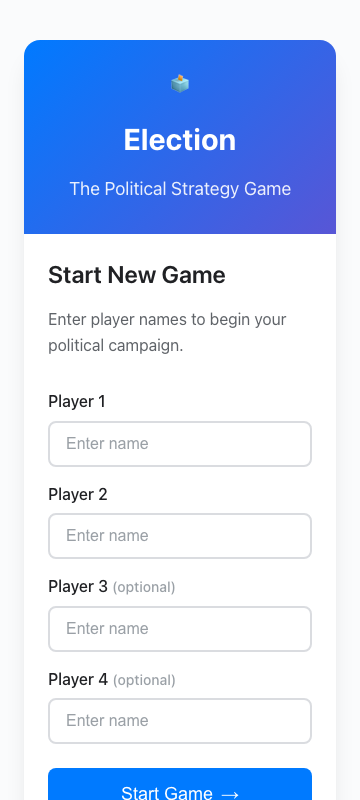 Election
The Political Strategy Game
Start New Game
Enter player names to begin your
political campaign.
Player 1
Enter name
Player 2
Enter name
Player 3 (optional)
Enter name
Player 4 (optional)
Enter name
Start Game →